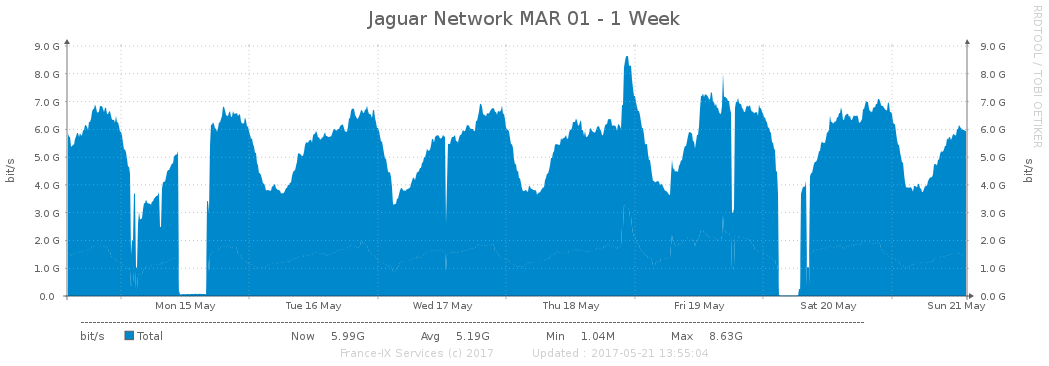 Jaguar Network MAR 01 - 1 Week
RRDTOOL / TOBI OETIKER
9.0 G 9.0 G
8.0 G 8.0 G
7.0 G 7.0 G
6.0 G 6.0 G
5.0 G 5.0 G
4.0 G 4.0 G
3.0 G 3.0 G
2.0 G 2.0 G
1.0 G 1.0 G
0.0 0.0 G
bit/s bit/s
Mon 15 May Tue 16 May Wed 17 May Thu 18 May Fri 19 May Sat 20 May Sun 21 May
bit/s Total Now 5.99G Avg 5.19G Min 1.04M Max 8.63G
France-IX Services (c) 2017 Updated : 2017-05-21 13:55:04